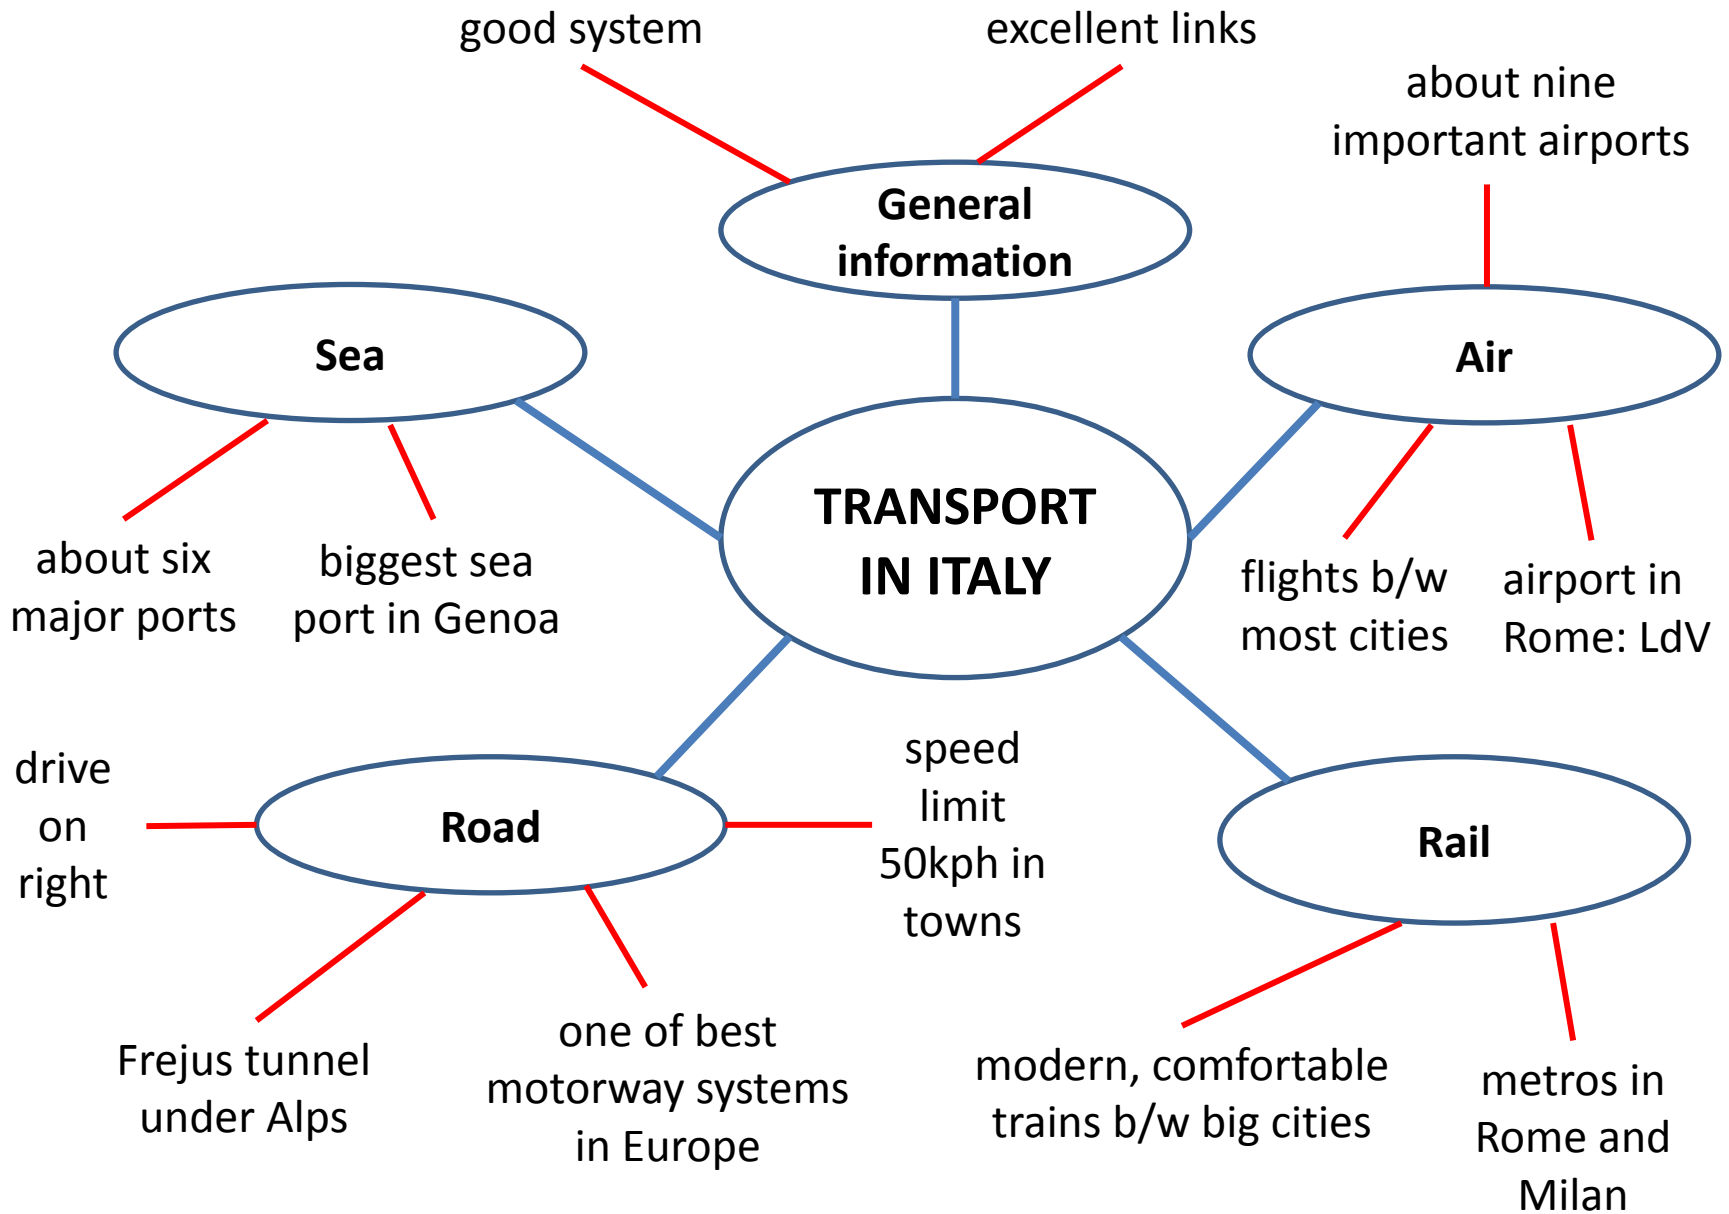 good system
excellent links
about nine
important airports
General
information
Sea
Air
TRANSPORT
IN ITALY
about six
major ports
biggest sea
port in Genoa
flights b/w
most cities
airport in
Rome: LdV
drive
on
right
Road
speed
limit
50kph in
towns
Rail
Frejus tunnel
under Alps
one of best
motorway systems
in Europe
modern, comfortable
trains b/w big cities
metros in
Rome and
Milan